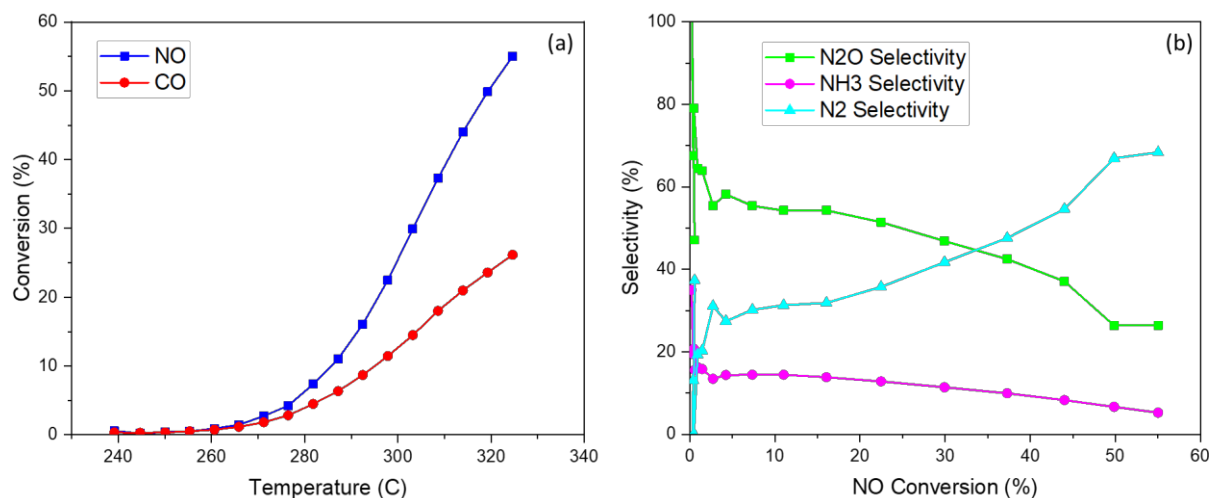 (a)
NO
CO
Conversion (%)
60
50
40
30
20
10
0
240
260
280
300
320
340
Temperature (C)
(b)
N2O Selectivity
NH3 Selectivity
N2 Selectivity
Selectivity (%)
100
80
60
40
20
0
0
10
20
30
40
50
60
NO Conversion (%)